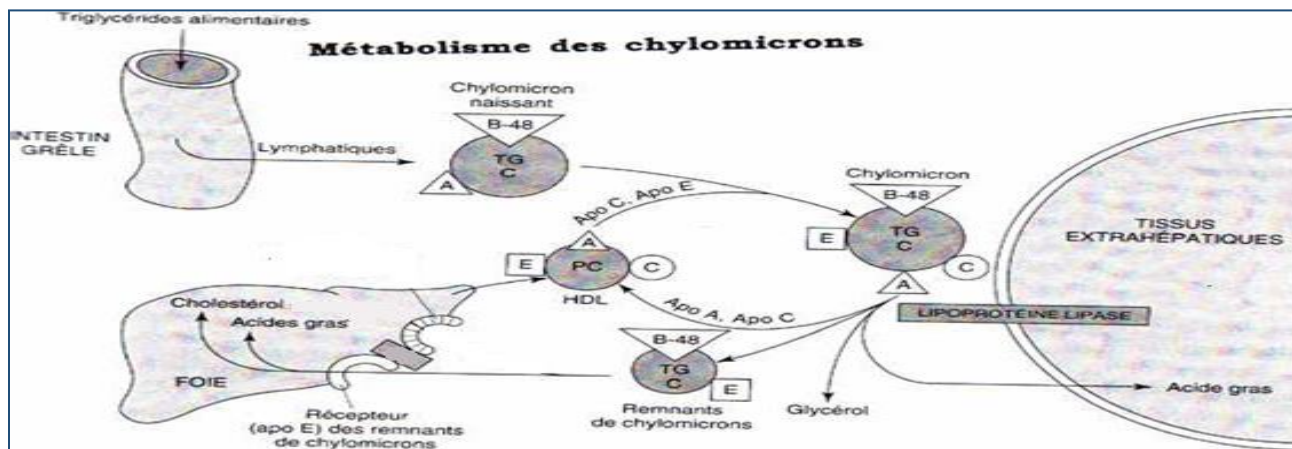 Triglycérides alimentaires
Métabolisme des chylomicrons
Chylomicron
naissant
B-48
TG
C
A
INTESTIN
GRÊLE
Lymphatiques
Apo C, Apo E
Chylomicron
B-48
TG
C
E
C
A
TISSUS
EXTRAHÉPATIQUES
A
E
PC
C
HDL
Apo A, Apo C
LIPOPROTÉINE LIPASE
Cholestérol
Acides gras
FOIE
B-48
TG
C
E
Remnants
de chylomicrons
Glycérol
Acide gras
Récepteur
(apo E) des remnants
de chylomicrons